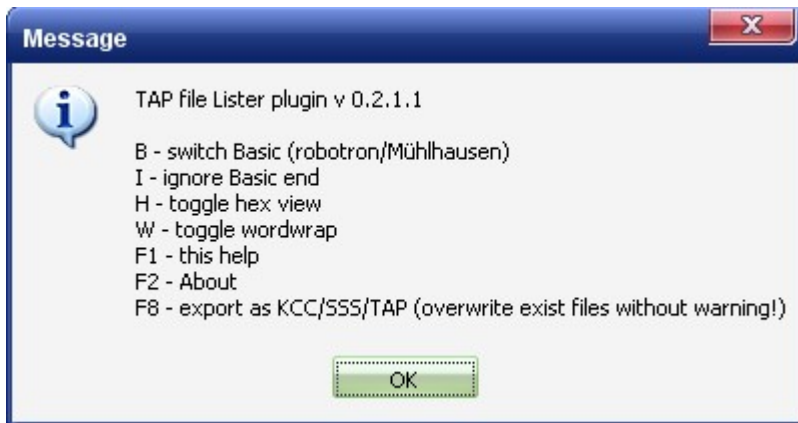 Message
X
TAP file Lister plugin v 0.2.1.1
B - switch Basic (robotron/Mühlhausen)
I - ignore Basic end
H - toggle hex view
W - toggle wordwrap
F1 - this help
F2 - About
F8 - export as KCC/SSS/TAP (overwrite exist files without warning!)
OK